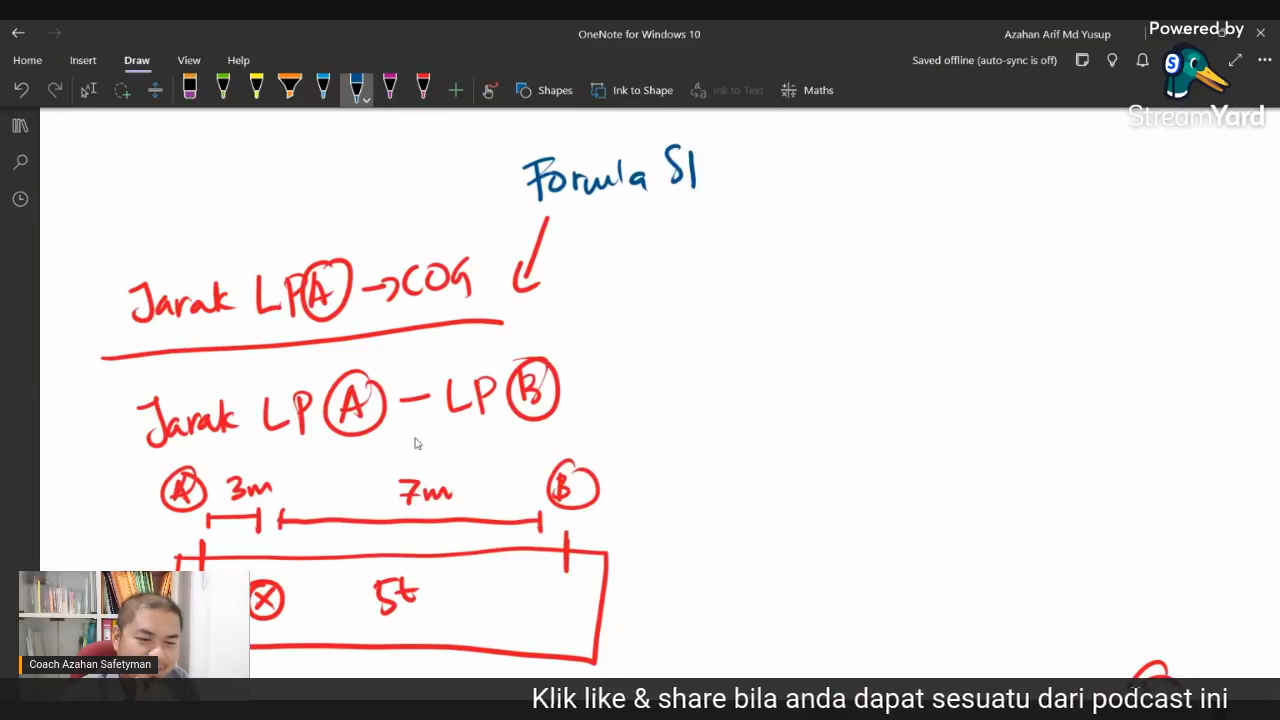 Powered by
OneNote for Windows 10
Azahan Arif Md Yusup
Home Insert Draw View Help
Saved offline (auto-sync is off)
Shapes Ink to Shape Ink to Text Maths
StreamYard
Formula S1
Jarak LPA → COG
Jarak LP A - LP B
A 3m 7m B
X 5t
Coach Azahan Safetyman
Klik like & share bila anda dapat sesuatu dari podcast ini